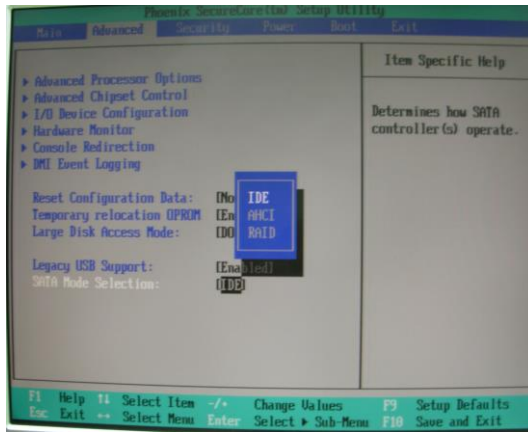 Phoenix SecureCore(tm) Setup Utility
Main Advanced Security Power Boot Exit
Item Specific Help
▸ Advanced Processor Options
▸ Advanced Chipset Control
▸ I/O Device Configuration
▸ Hardware Monitor
▸ Console Redirection
▸ DMI Event Logging
Determines how SATA
controller(s) operate.
Reset Configuration Data: [No
Temporary relocation OPROM [En
Large Disk Access Mode: [DO
IDE
AHCI
RAID
Legacy USB Support: [Enabled]
SATA Mode Selection: [IDE]
F1 Help ↑↓ Select Item -/+ Change Values F9 Setup Defaults
Esc Exit ↔ Select Menu Enter Select ▸ Sub-Menu F10 Save and Exit